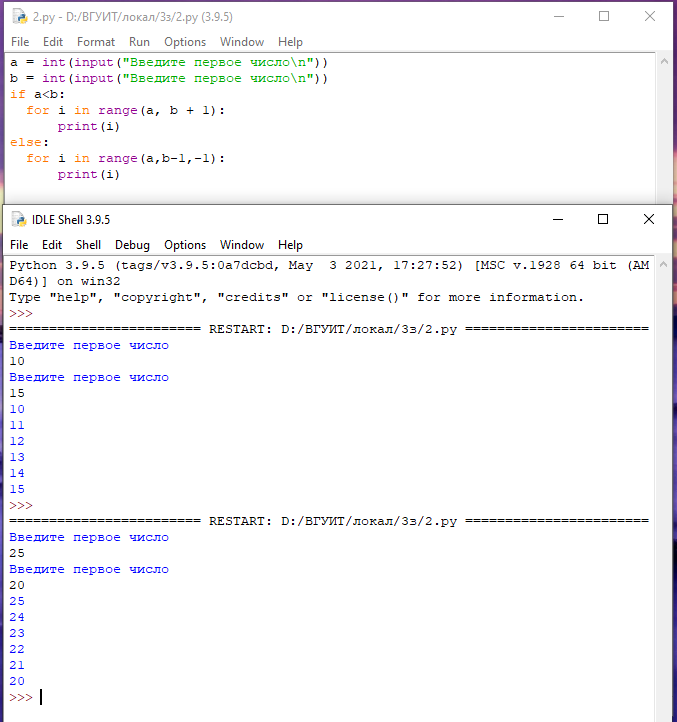 2.py - D:/ВГУИТ/локал/3з/2.py (3.9.5)
File Edit Format Run Options Window Help
a = int(input("Введите первое число\n"))
b = int(input("Введите первое число\n"))
if a<b:
  for i in range(a, b + 1):
      print(i)
else:
  for i in range(a,b-1,-1):
      print(i)
IDLE Shell 3.9.5
File Edit Shell Debug Options Window Help
Python 3.9.5 (tags/v3.9.5:0a7dcbd, May  3 2021, 17:27:52) [MSC v.1928 64 bit (AM
D64)] on win32
Type "help", "copyright", "credits" or "license()" for more information.
>>>
======================== RESTART: D:/ВГУИТ/локал/3з/2.py =======================
Введите первое число
10
Введите первое число
15
10
11
12
13
14
15
>>>
======================== RESTART: D:/ВГУИТ/локал/3з/2.py =======================
Введите первое число
25
Введите первое число
20
25
24
23
22
21
20
>>>